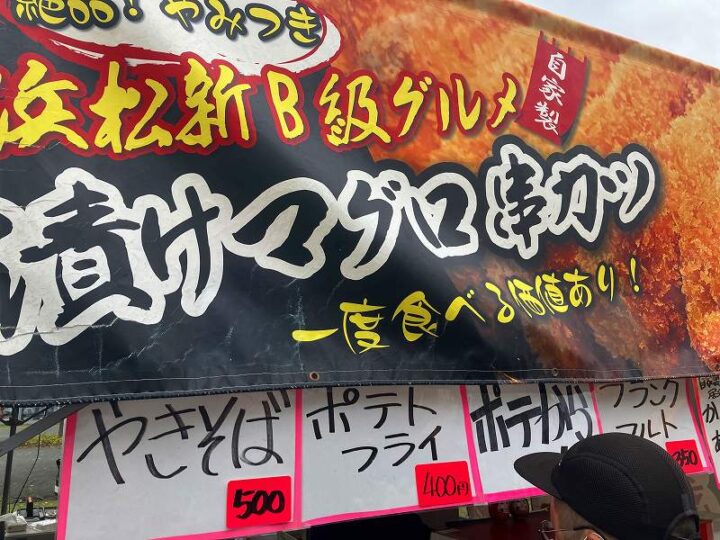 絶品！やみつき
浜松新B級グルメ
自家製
漬けマグロ串カツ
一度食べる価値あり！
やきそば
500
ポテト
フライ
400円
ポテから
フランク
フルト
350